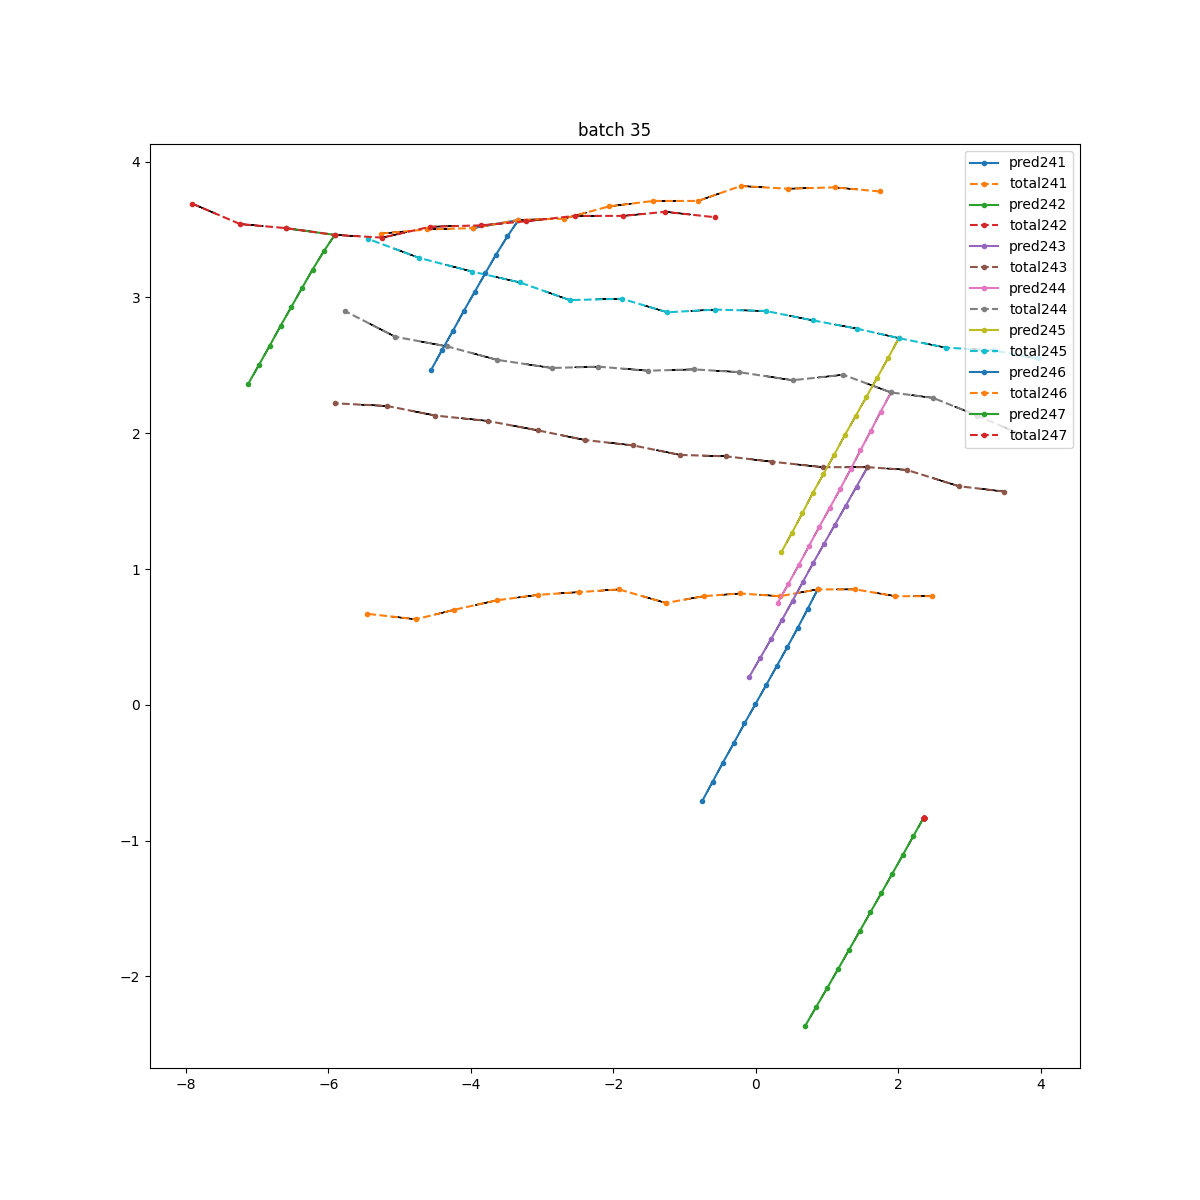 batch 35
4
3
2
1
0
−1
−2
−8
−6
−4
−2
0
2
4
pred241
total241
pred242
total242
pred243
total243
pred244
total244
pred245
total245
pred246
total246
pred247
total247